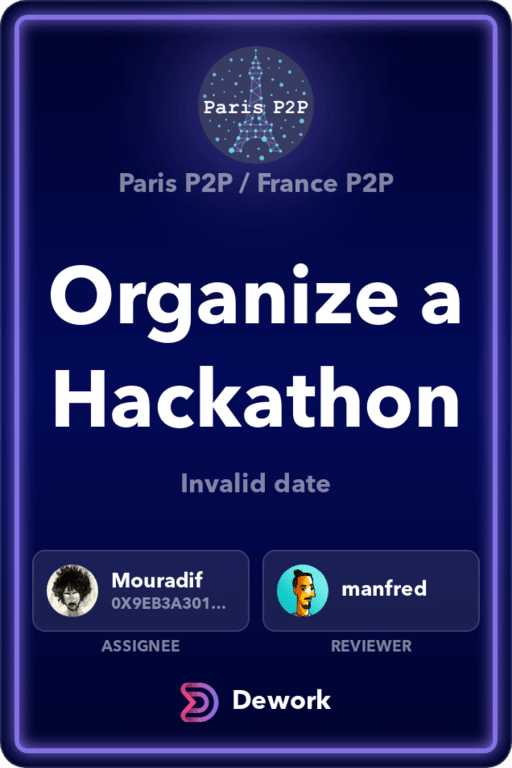 Paris P2P
Paris P2P / France P2P
Organize a
Hackathon
Invalid date
Mouradif
0X9EB3A301...
manfred
ASSIGNEE
REVIEWER
Dework